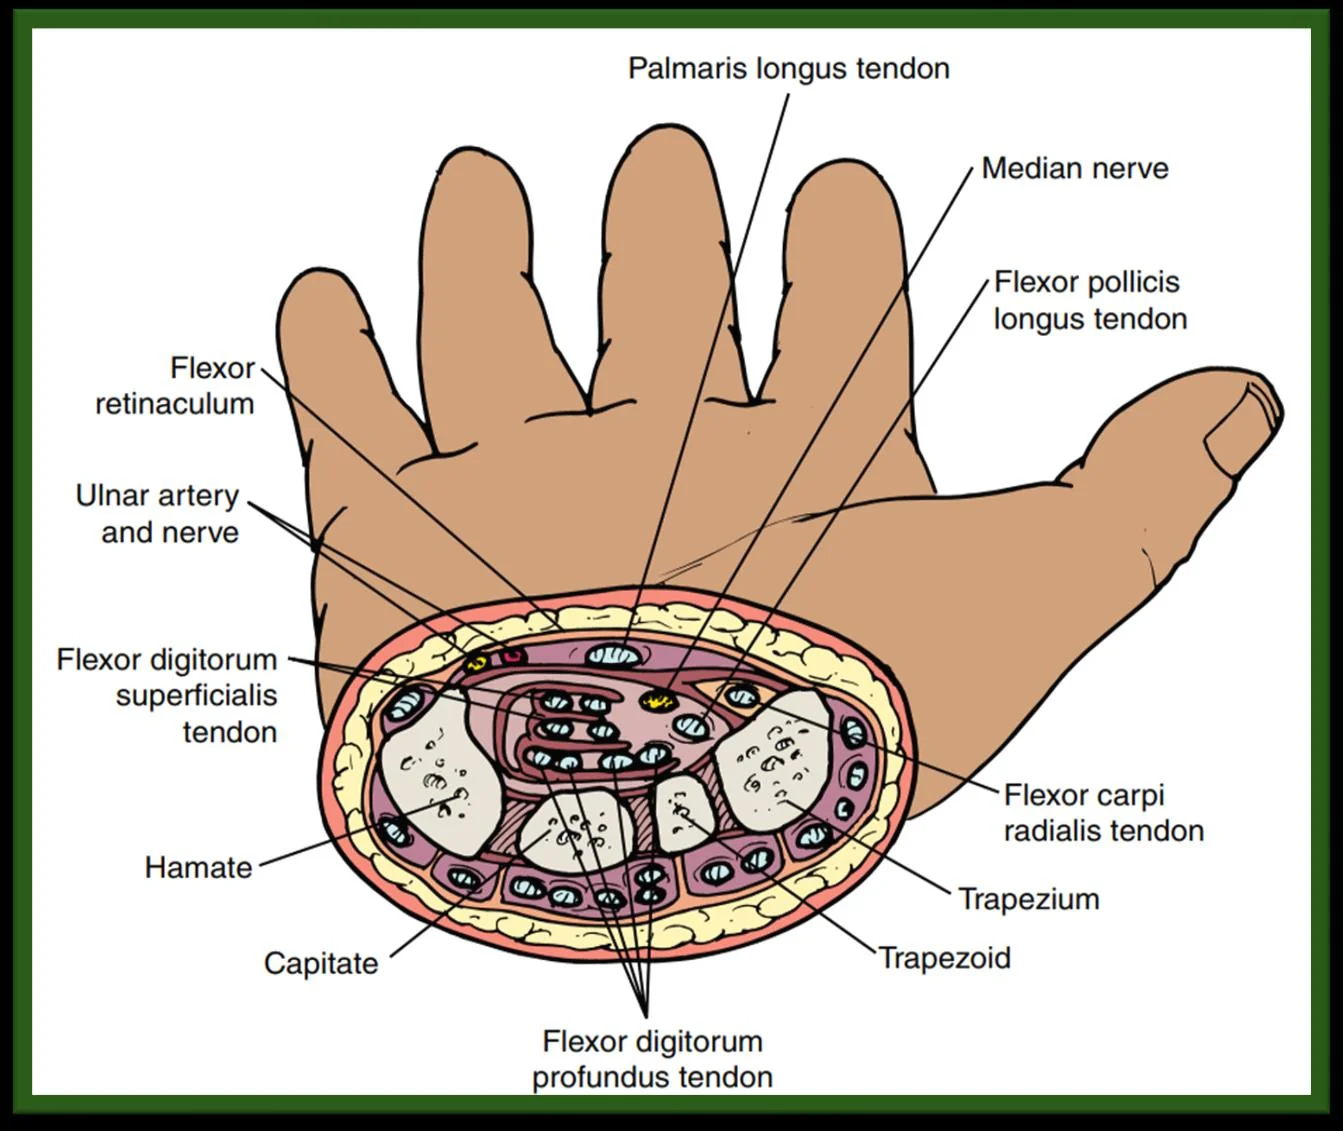 Palmaris longus tendon
Median nerve
Flexor pollicis
longus tendon
Flexor
retinaculum
Ulnar artery
and nerve
Flexor digitorum
superficialis
tendon
Flexor carpi
radialis tendon
Hamate
Trapezium
Capitate
Trapezoid
Flexor digitorum
profundus tendon